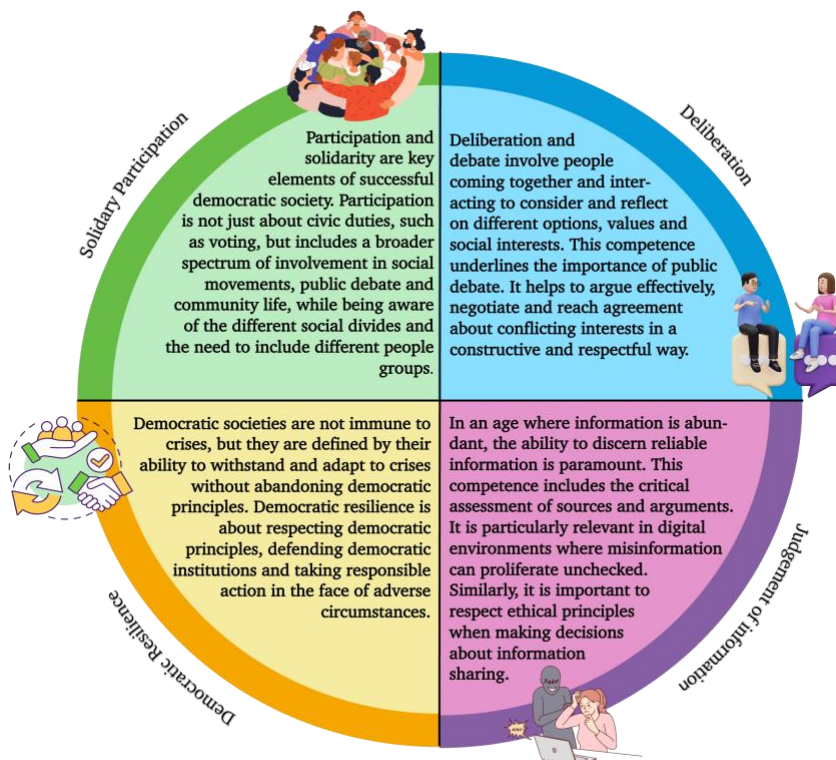 Solidary Participation
Participation and
solidarity are key
elements of successful
democratic society. Participation
is not just about civic duties, such
as voting, but includes a broader
spectrum of involvement in social
movements, public debate and
community life, while being aware
of the different social divides and
the need to include different people
groups.
Deliberation
Deliberation and
debate involve people
coming together and inter-
acting to consider and reflect
on different options, values and
social interests. This competence
underlines the importance of public
debate. It helps to argue effectively,
negotiate and reach agreement
about conflicting interests in a
constructive and respectful way.
Democratic Resilience
Democratic societies are not immune to
crises, but they are defined by their
ability to withstand and adapt to crises
without abandoning democratic
principles. Democratic resilience is
about respecting democratic
principles, defending democratic
institutions and taking responsible
action in the face of adverse
circumstances.
Judgement of information
In an age where information is abun-
dant, the ability to discern reliable
information is paramount. This
competence includes the critical
assessment of sources and arguments.
It is particularly relevant in digital
environments where misinformation
can proliferate unchecked.
Similarly, it is important to
respect ethical principles
when making decisions
about information
sharing.